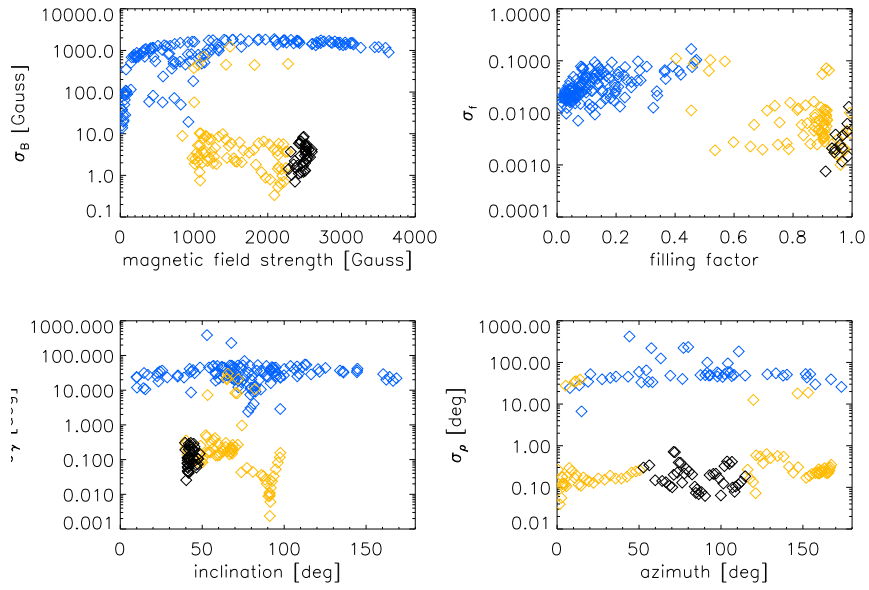 10000.0
1000.0
100.0
10.0
1.0
0.1
σB [Gauss]
0 1000 2000 3000 4000
magnetic field strength [Gauss]
1.0000
0.1000
0.0100
0.0010
0.0001
σf
0.0 0.2 0.4 0.6 0.8 1.0
filling factor
1000.000
100.000
10.000
1.000
0.100
0.010
0.001
0 50 100 150
inclination [deg]
1000.00
100.00
10.00
1.00
0.10
0.01
σρ [deg]
0 50 100 150
azimuth [deg]